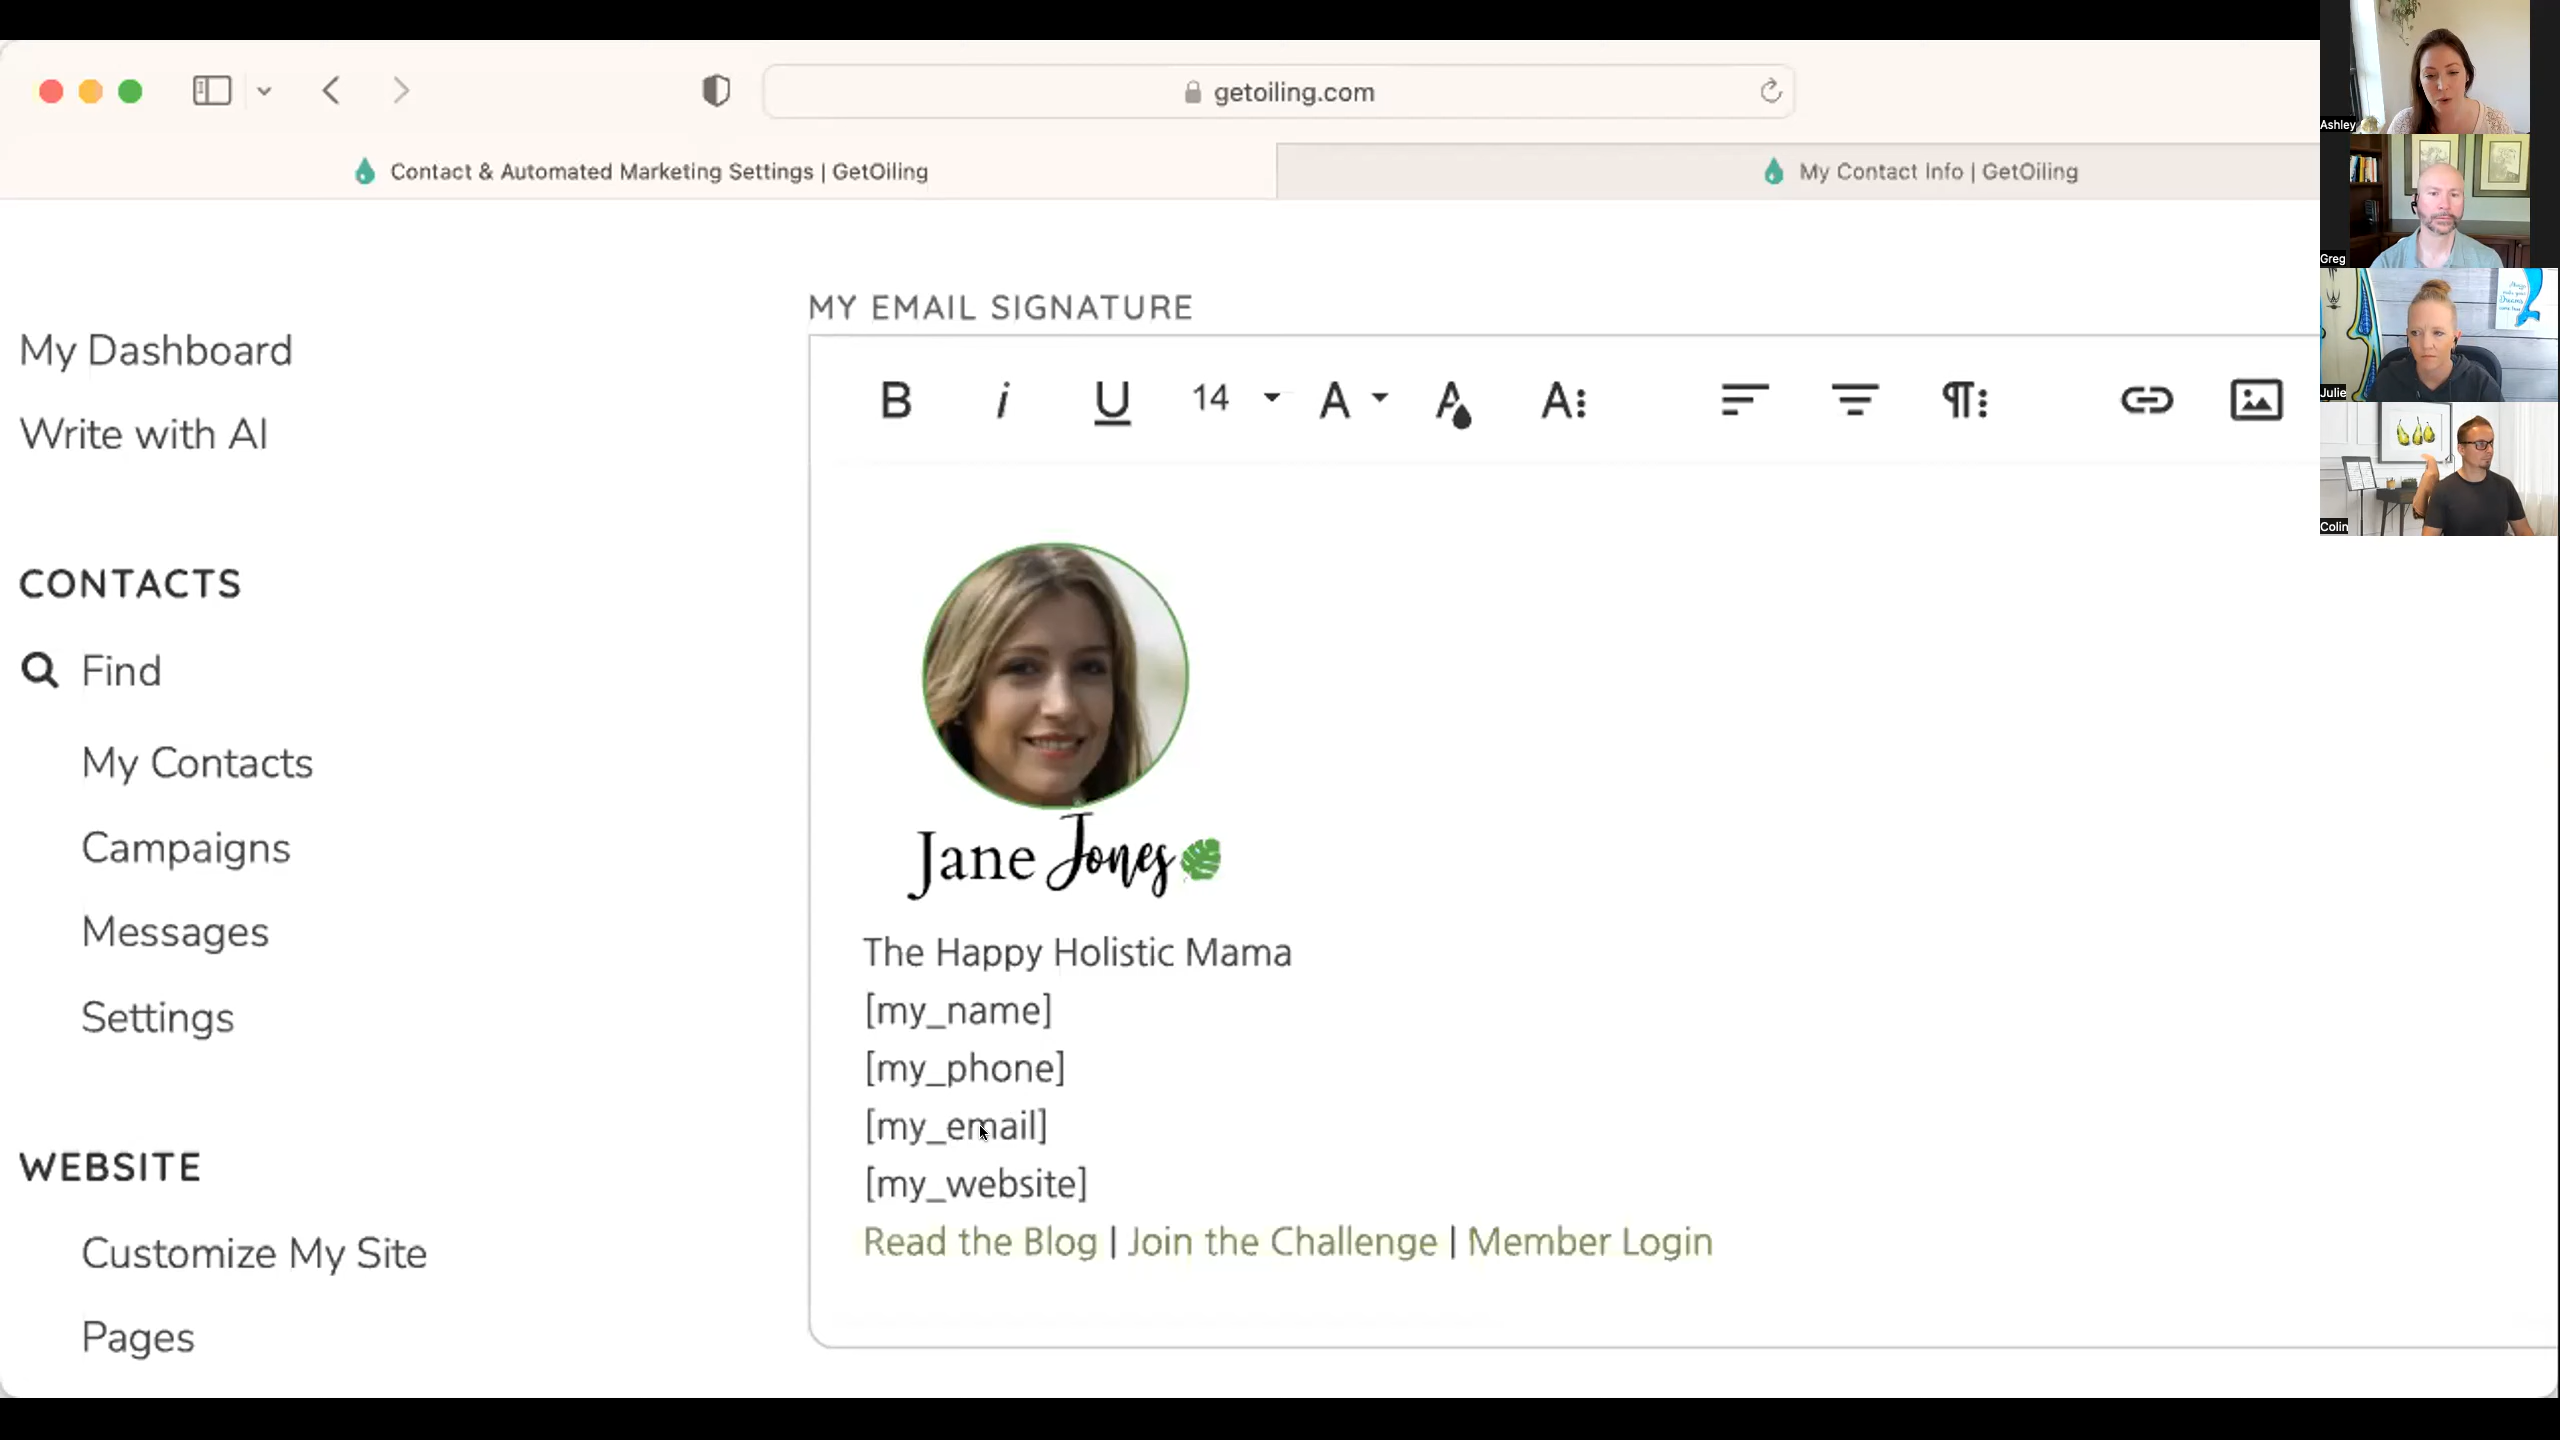 getoiling.com
Contact & Automated Marketing Settings | GetOiling
My Contact Info | GetOiling
My Dashboard
Write with AI
CONTACTS
Find
My Contacts
Campaigns
Messages
Settings
WEBSITE
Customize My Site
Pages
MY EMAIL SIGNATURE
B i U 14 A A A
Jane Jones
The Happy Holistic Mama
[my_name]
[my_phone]
[my_email]
[my_website]
Read the Blog | Join the Challenge | Member Login
Ashley
Greg
Julie
Colin